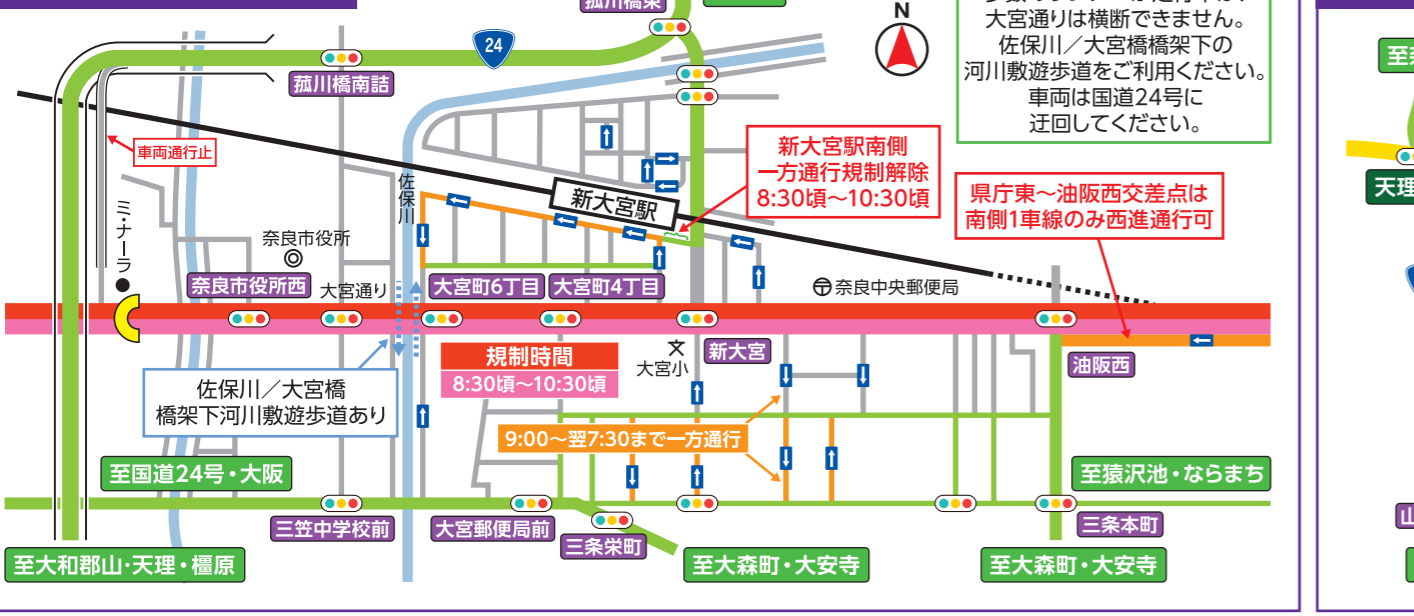 菰川橋東
N
大宮通りは横断できません。
佐保川／大宮橋橋架下の
河川敷遊歩道をご利用ください。
車両は国道24号に
迂回してください。
24
菰川橋南詰
車両通行止
新大宮駅南側
一方通行規制解除
8:30頃〜10:30頃
県庁東〜油阪西交差点は
南側1車線のみ西進通行可
佐保川
新大宮駅
ミ・ナーラ
奈良市役所
奈良市役所西
大宮通り
大宮町6丁目
大宮町4丁目
奈良中央郵便局
規制時間
8:30頃〜10:30頃
文
大宮小
新大宮
油阪西
佐保川／大宮橋
橋架下河川敷遊歩道あり
9:00〜翌7:30まで一方通行
至国道24号・大阪
至猿沢池・ならまち
三笠中学校前
大宮郵便局前
三条栄町
三条本町
至大和郡山・天理・橿原
至大森町・大安寺
至大森町・大安寺
天理
山